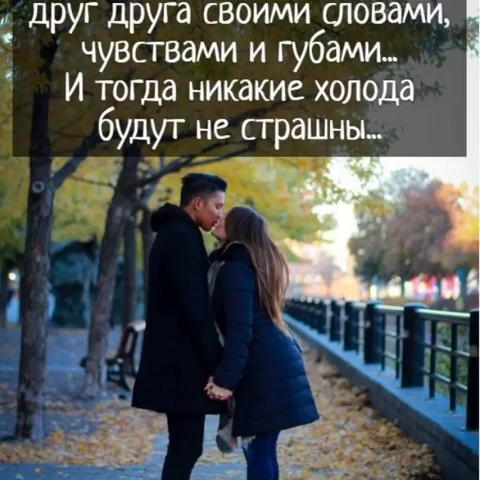 друг друга своими словами,
чувствами и губами...
И тогда никакие холода
будут не страшны...